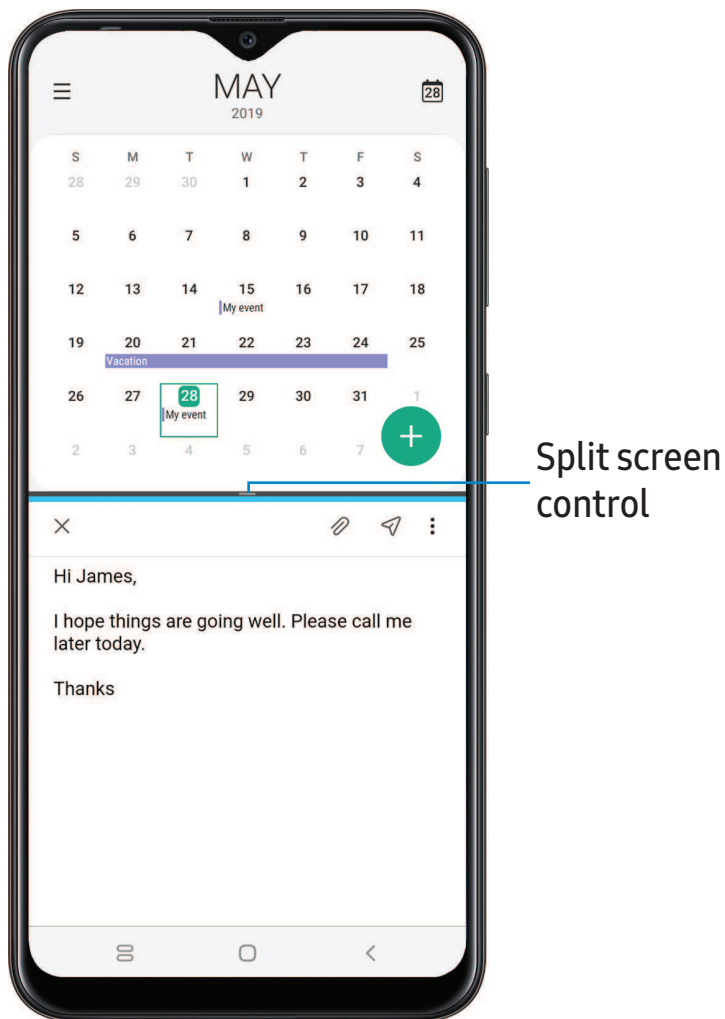 MAY
28
2019
S M T W T F S
28 29 30 1 2 3 4
5 6 7 8 9 10 11
12 13 14 15 16 17 18
My event
19 20 21 22 23 24 25
Vacation
26 27 28 29 30 31 1
My event
2 3 4 5 6 7
Split screen
control
Hi James,
I hope things are going well. Please call me
later today.
Thanks